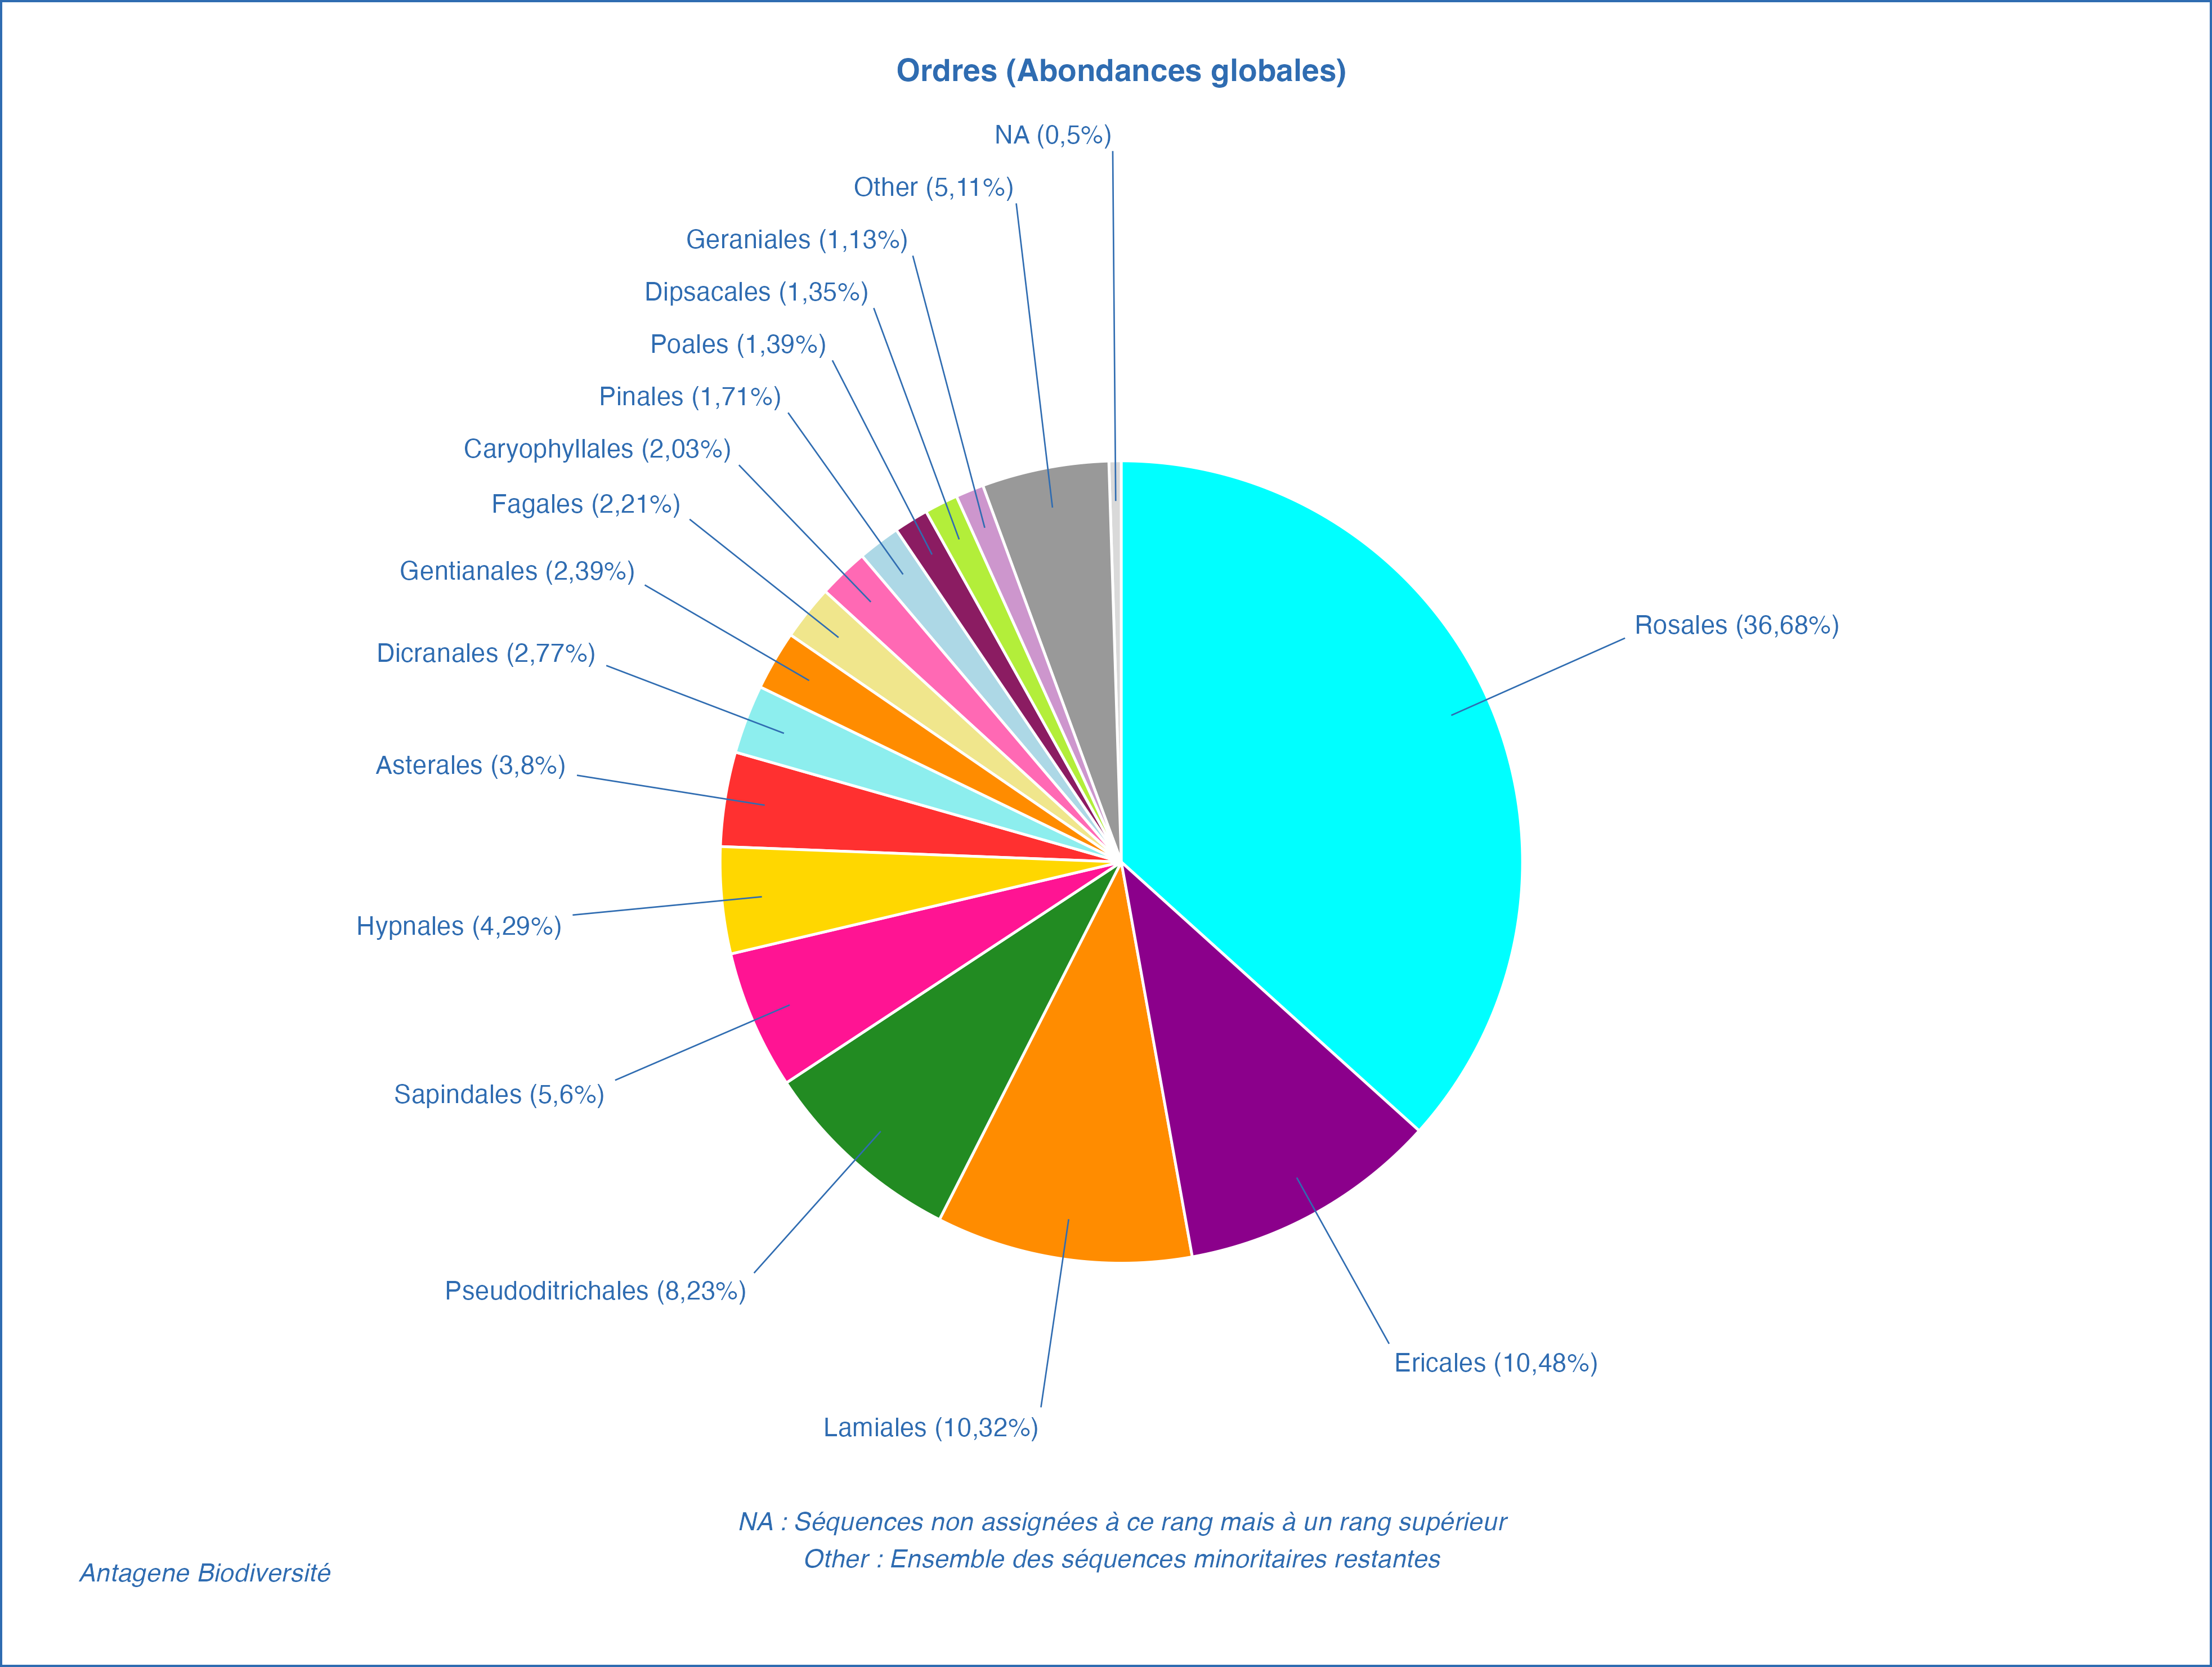 Ordres (Abondances globales)
NA (0,5%)
Other (5,11%)
Geraniales (1,13%)
Dipsacales (1,35%)
Poales (1,39%)
Pinales (1,71%)
Caryophyllales (2,03%)
Fagales (2,21%)
Gentianales (2,39%)
Rosales (36,68%)
Dicranales (2,77%)
Asterales (3,8%)
Hypnales (4,29%)
Sapindales (5,6%)
Pseudoditrichales (8,23%)
Ericales (10,48%)
Lamiales (10,32%)
NA : Séquences non assignées à ce rang mais à un rang supérieur
Other : Ensemble des séquences minoritaires restantes
Antagene Biodiversité